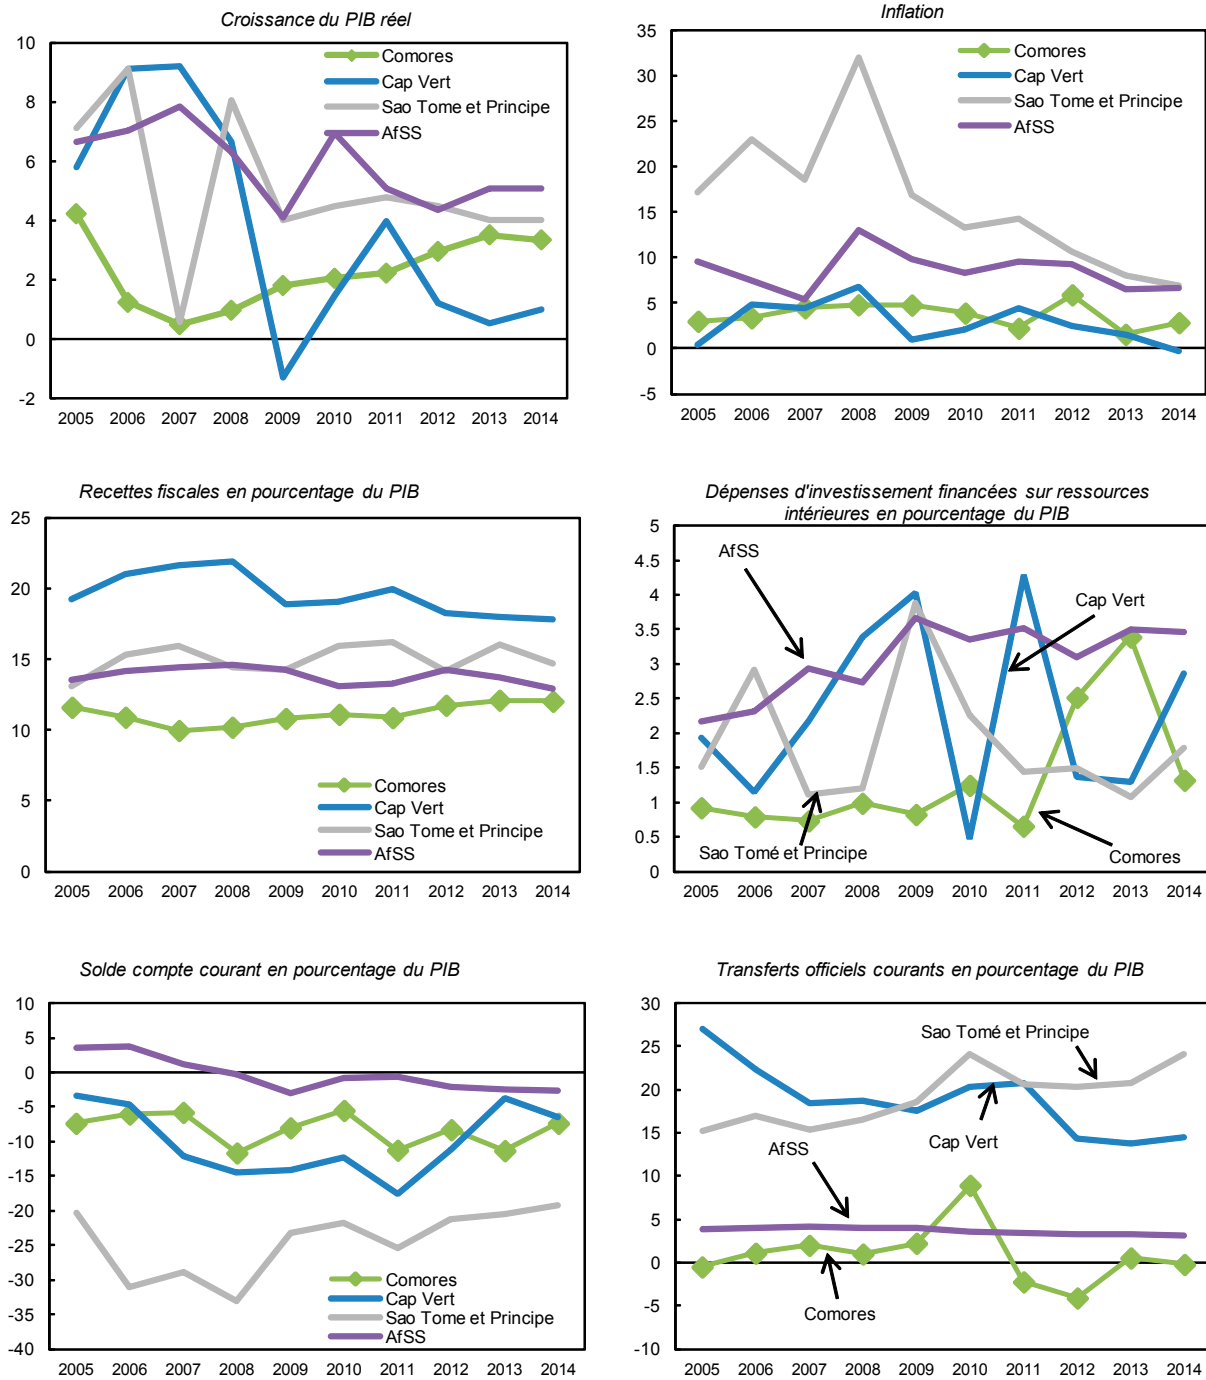 Croissance du PIB réel
10
8
6
4
2
0
-2
Comores
Cap Vert
Sao Tome et Principe
AfSS
2005 2006 2007 2008 2009 2010 2011 2012 2013 2014
Inflation
35
30
25
20
15
10
5
0
-5
Comores
Cap Vert
Sao Tome et Principe
AfSS
2005 2006 2007 2008 2009 2010 2011 2012 2013 2014
Recettes fiscales en pourcentage du PIB
25
20
15
10
5
0
Comores
Cap Vert
Sao Tome et Principe
AfSS
2005 2006 2007 2008 2009 2010 2011 2012 2013 2014
Dépenses d'investissement financées sur ressources
intérieures en pourcentage du PIB
5
4.5
4
3.5
3
2.5
2
1.5
1
0.5
0
AfSS
Cap Vert
Sao Tomé et Principe
Comores
2005 2006 2007 2008 2009 2010 2011 2012 2013 2014
Solde compte courant en pourcentage du PIB
10
5
0
-5
-10
-15
-20
-25
-30
-35
-40
Comores
Cap Vert
Sao Tome et Principe
AfSS
2005 2006 2007 2008 2009 2010 2011 2012 2013 2014
Transferts officiels courants en pourcentage du PIB
30
25
20
15
10
5
0
-5
-10
Sao Tomé et Principe
Cap Vert
AfSS
Comores
2005 2006 2007 2008 2009 2010 2011 2012 2013 2014